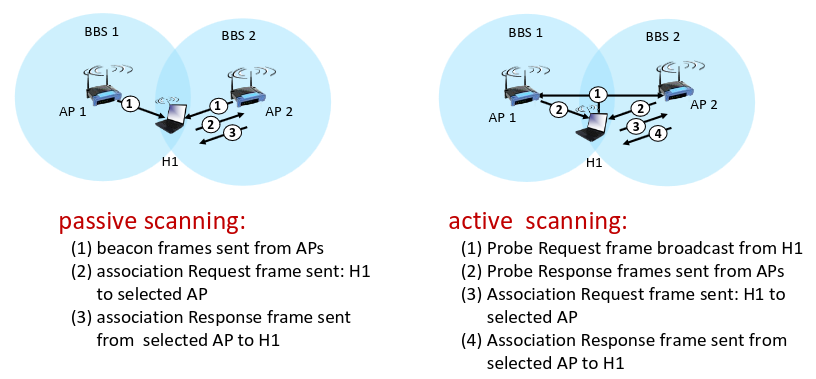 BBS 1
BBS 2
AP 1
1
1
2
3
AP 2
H1
passive scanning:
(1) beacon frames sent from APs
(2) association Request frame sent: H1
to selected AP
(3) association Response frame sent
from selected AP to H1
BBS 1
BBS 2
AP 1
1
2
2
3
4
AP 2
H1
active scanning:
(1) Probe Request frame broadcast from H1
(2) Probe Response frames sent from APs
(3) Association Request frame sent: H1 to
selected AP
(4) Association Response frame sent from
selected AP to H1